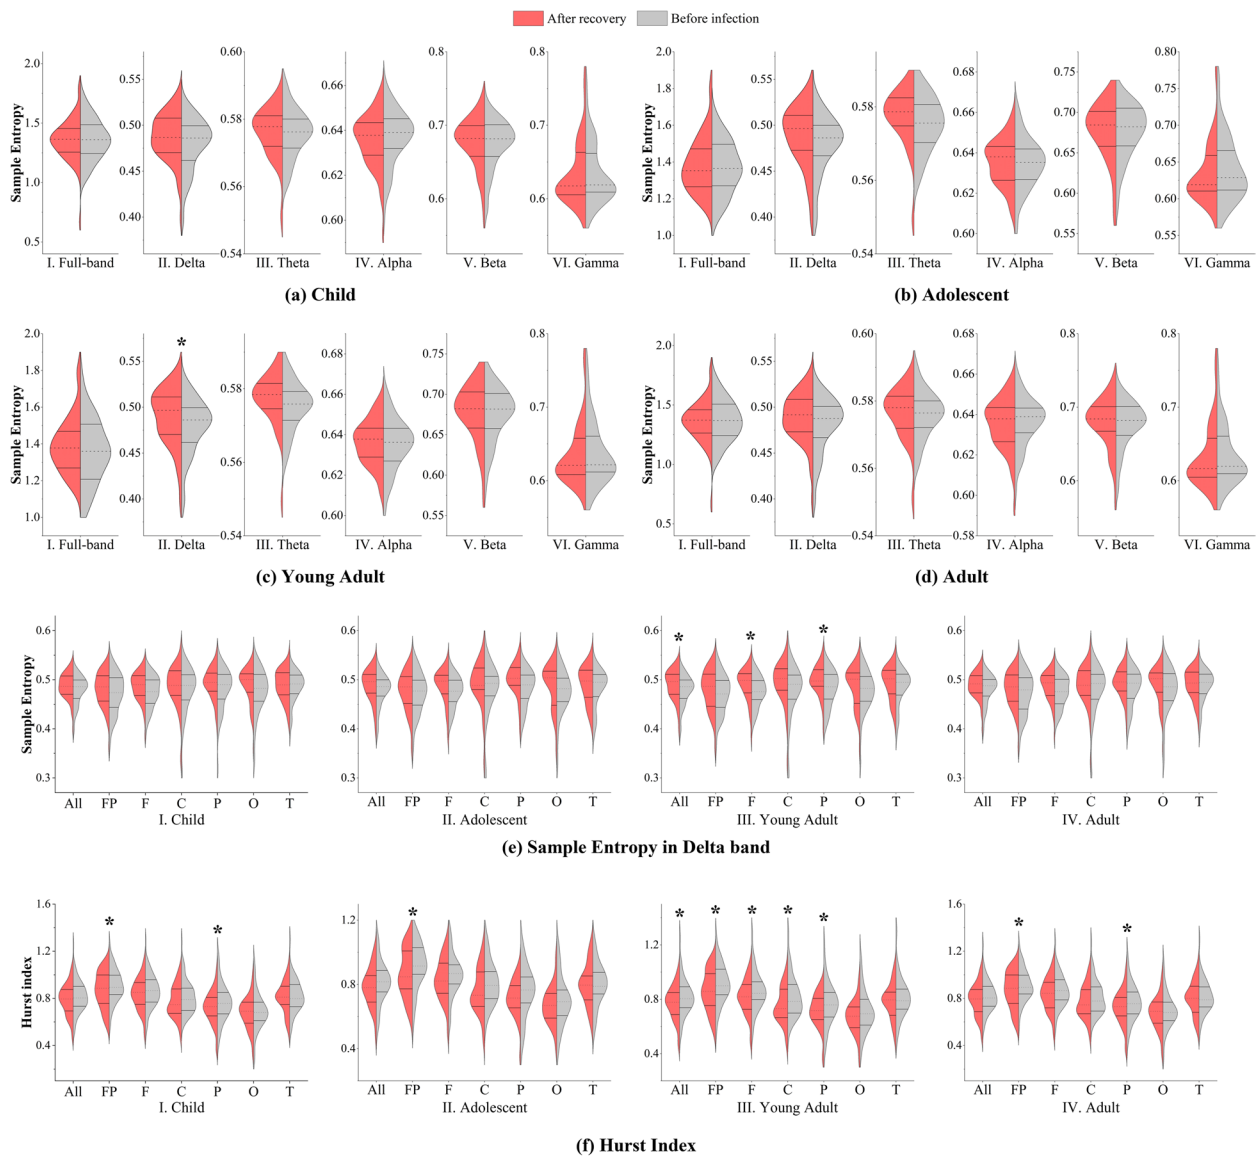 After recovery Before infection
Sample Entropy
2.0 1.5 1.0 0.5
0.55 0.50 0.45 0.40
0.60 0.58 0.56 0.54
0.66 0.64 0.62 0.60
0.8 0.7 0.6
0.8 0.7 0.6
I. Full-band II. Delta III. Theta IV. Alpha V. Beta VI. Gamma
(a) Child
Sample Entropy
2.0 1.8 1.6 1.4 1.2 1.0
0.55 0.50 0.45 0.40
0.58 0.56 0.54
0.68 0.66 0.64 0.62 0.60
0.75 0.70 0.65 0.60 0.55
0.80 0.75 0.70 0.65 0.60 0.55
I. Full-band II. Delta III. Theta IV. Alpha V. Beta VI. Gamma
(b) Adolescent
Sample Entropy
2.0 1.8 1.6 1.4 1.2 1.0
0.55 0.50 0.45 0.40
*
0.58 0.56 0.54
0.68 0.66 0.64 0.62 0.60
0.75 0.70 0.65 0.60 0.55
0.8 0.7 0.6
I. Full-band II. Delta III. Theta IV. Alpha V. Beta VI. Gamma
(c) Young Adult
Sample Entropy
2.0 1.5 1.0 0.5
0.55 0.50 0.45 0.40
0.60 0.58 0.56 0.54
0.68 0.66 0.64 0.62 0.60 0.58
0.8 0.7 0.6
0.8 0.7 0.6
I. Full-band II. Delta III. Theta IV. Alpha V. Beta VI. Gamma
(d) Adult
Sample Entropy
0.6 0.5 0.4 0.3
All FP F C P O T
I. Child
0.6 0.5 0.4 0.3
All FP F C P O T
II. Adolescent
0.6 0.5 0.4 0.3
* * *
All FP F C P O T
III. Young Adult
0.6 0.5 0.4 0.3
All FP F C P O T
IV. Adult
(e) Sample Entropy in Delta band
Hurst index
1.6 1.2 0.8 0.4
* *
All FP F C P O T
I. Child
1.2 0.8 0.4
*
All FP F C P O T
II. Adolescent
1.2 0.8 0.4
* * * * *
All FP F C P O T
III. Young Adult
1.6 1.2 0.8 0.4
* *
All FP F C P O T
IV. Adult
(f) Hurst Index